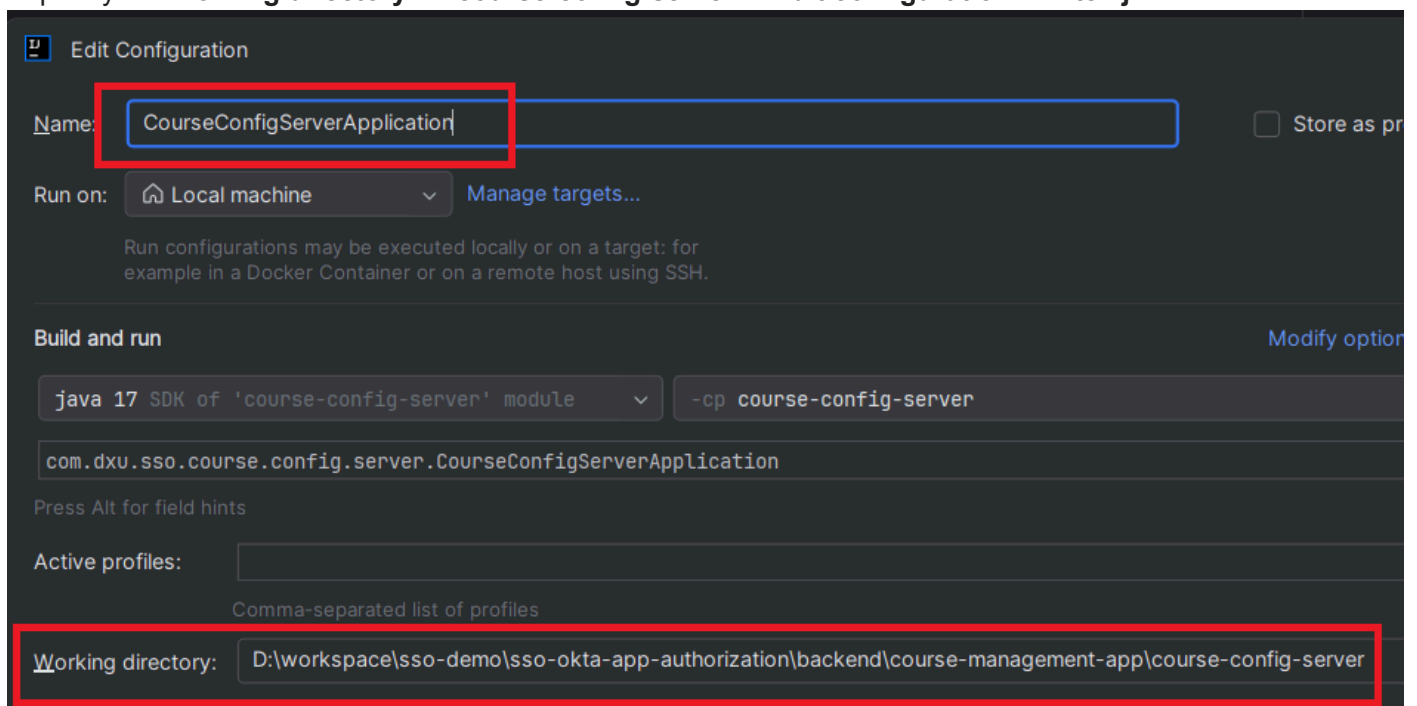 Edit Configuration
Name: CourseConfigServerApplication Store as pr
Run on: Local machine Manage targets...
Run configurations may be executed locally or on a target: for
example in a Docker Container or on a remote host using SSH.
Build and run Modify option
java 17 SDK of 'course-config-server' module -cp course-config-server
com.dxu.sso.course.config.server.CourseConfigServerApplication
Press Alt for field hints
Active profiles:
Comma-separated list of profiles
Working directory: D:\workspace\sso-demo\sso-okta-app-authorization\backend\course-management-app\course-config-server